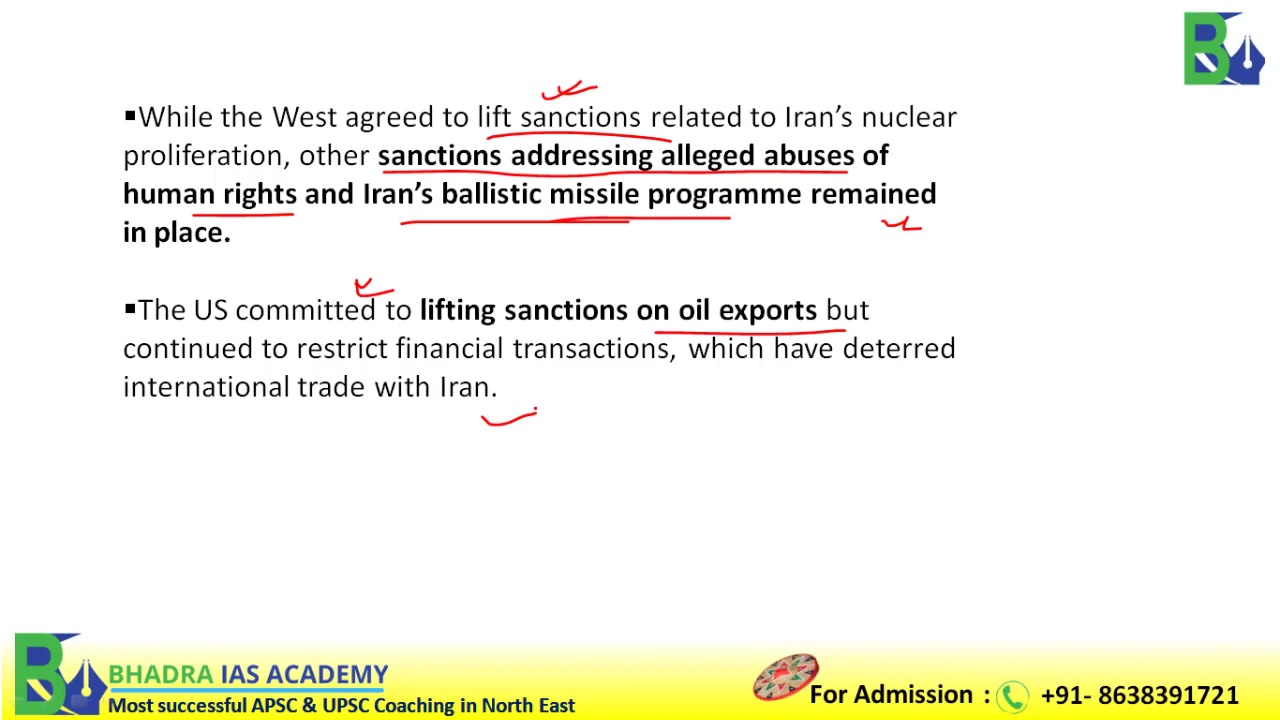 ▪While the West agreed to lift sanctions related to Iran’s nuclear
proliferation, other sanctions addressing alleged abuses of
human rights and Iran’s ballistic missile programme remained
in place.
▪The US committed to lifting sanctions on oil exports but
continued to restrict financial transactions, which have deterred
international trade with Iran.
BHADRA IAS ACADEMY
Most successful APSC & UPSC Coaching in North East
For Admission : +91- 8638391721